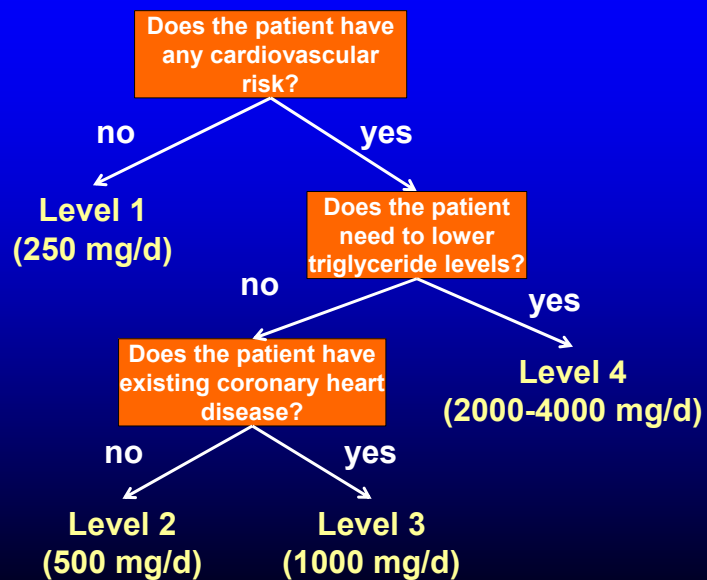 Does the patient have
any cardiovascular
risk?
no
yes
Level 1
(250 mg/d)
Does the patient
need to lower
triglyceride levels?
no
yes
Does the patient have
existing coronary heart
disease?
Level 4
(2000-4000 mg/d)
no
yes
Level 2
(500 mg/d)
Level 3
(1000 mg/d)